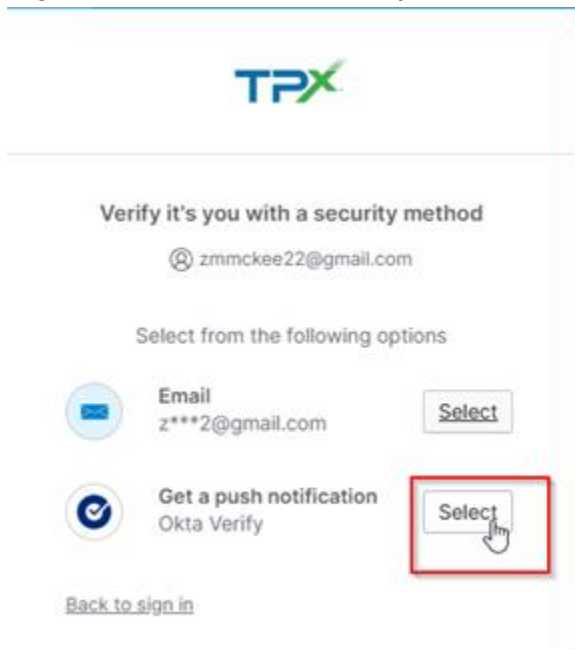 TPX
Verify it's you with a security method
zmmckee22@gmail.com
Select from the following options
Email
z***2@gmail.com
Select
Get a push notification
Okta Verify
Select
Back to sign in